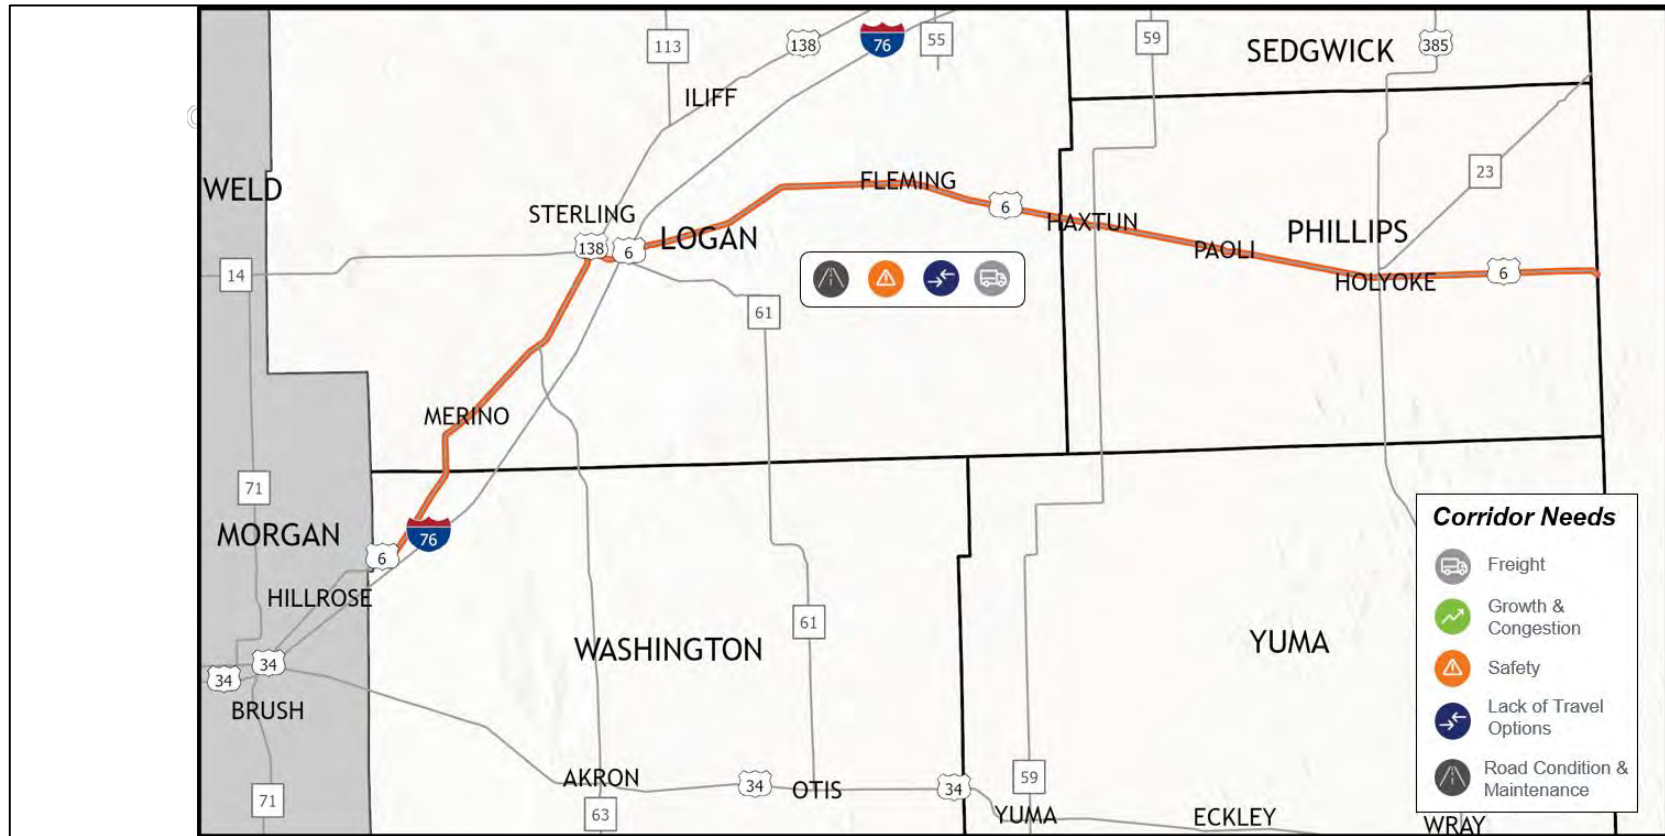 113
138
76
55
59
SEDGWICK
385
ILIFF
WELD
FLEMING
23
STERLING
6
HAXTUN
PHILLIPS
138
6
LOGAN
PAOLI
14
HOLYOKE
6
61
MERINO
71
Corridor Needs
MORGAN
76
6
Freight
HILLROSE
Growth &
Congestion
61
WASHINGTON
YUMA
34
34
Safety
BRUSH
Lack of Travel
Options
AKRON
34
OTIS
34
59
Road Condition &
Maintenance
71
63
YUMA
ECKLEY
WRAY